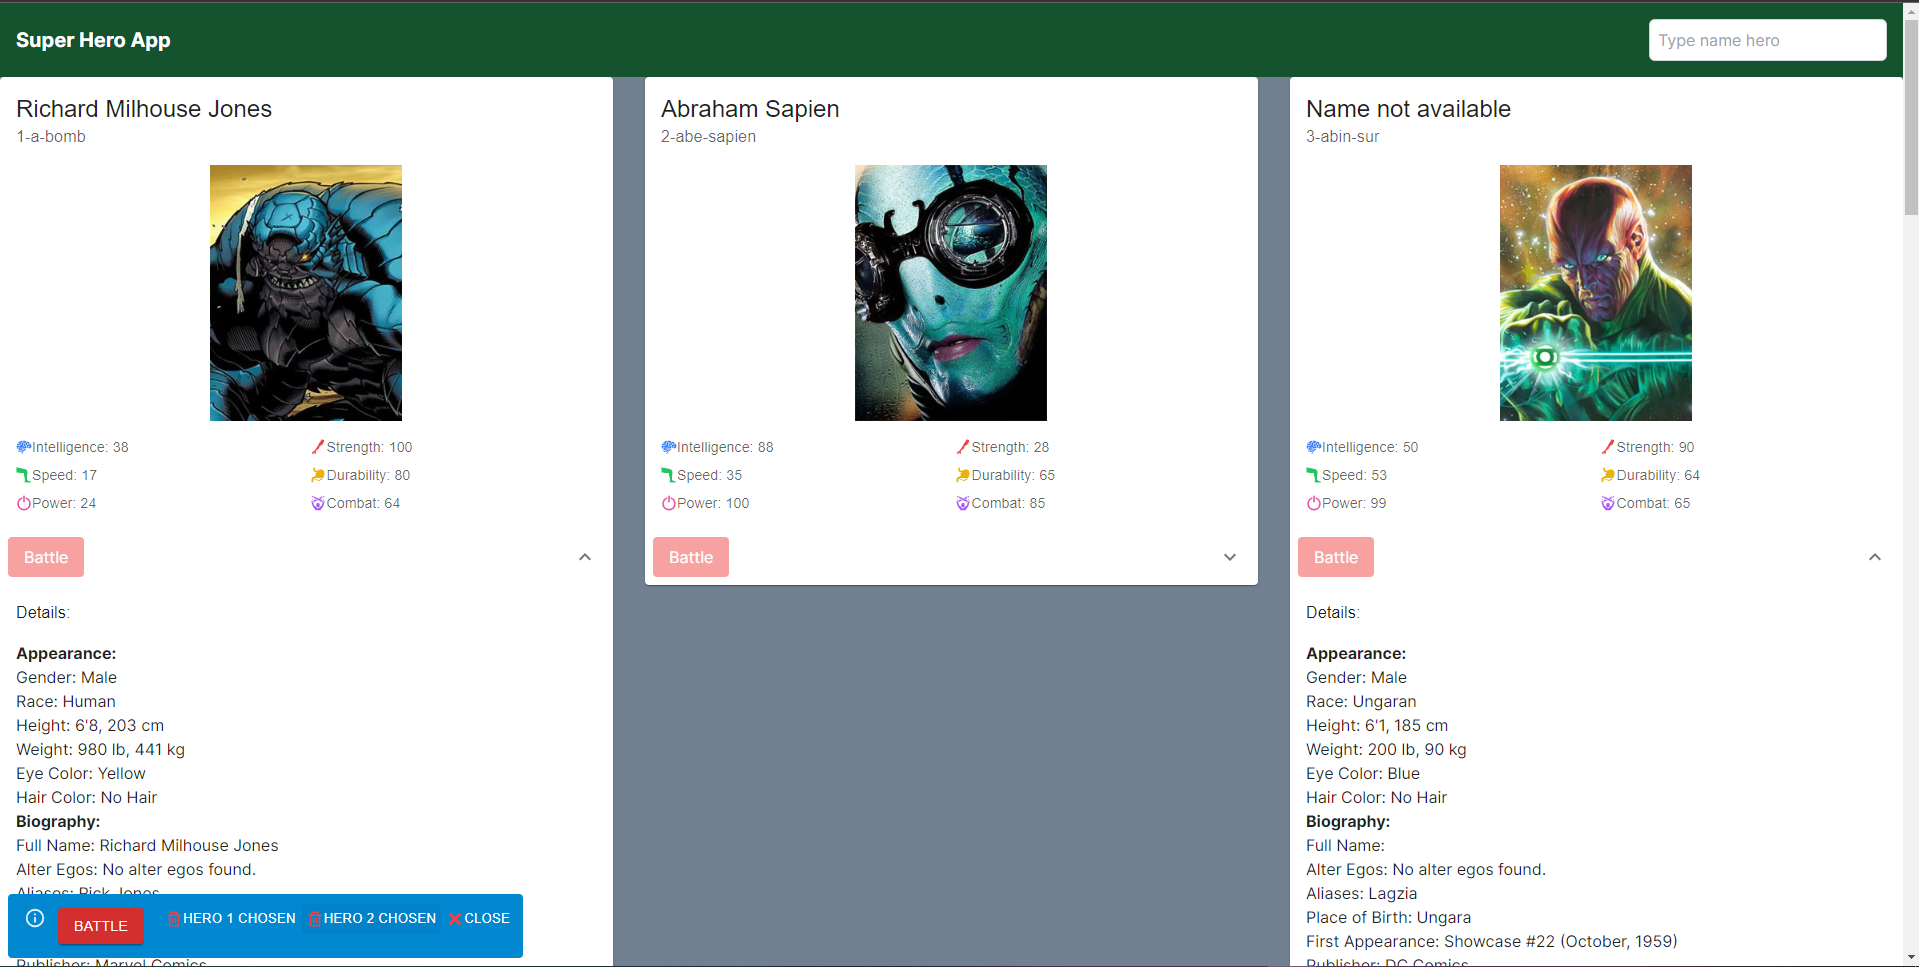 Super Hero App
Type name hero
Richard Milhouse Jones
1-a-bomb
Intelligence: 38
Strength: 100
Speed: 17
Durability: 80
Power: 24
Combat: 64
Battle
Details:
Appearance:
Gender: Male
Race: Human
Height: 6'8, 203 cm
Weight: 980 lb, 441 kg
Eye Color: Yellow
Hair Color: No Hair
Biography:
Full Name: Richard Milhouse Jones
Alter Egos: No alter egos found.
Aliases: Rick Jones
Publisher: Marvel Comics
Abraham Sapien
2-abe-sapien
Intelligence: 88
Strength: 28
Speed: 35
Durability: 65
Power: 100
Combat: 85
Battle
Name not available
3-abin-sur
Intelligence: 50
Strength: 90
Speed: 53
Durability: 64
Power: 99
Combat: 65
Battle
Details:
Appearance:
Gender: Male
Race: Ungaran
Height: 6'1, 185 cm
Weight: 200 lb, 90 kg
Eye Color: Blue
Hair Color: No Hair
Biography:
Full Name:
Alter Egos: No alter egos found.
Aliases: Lagzia
Place of Birth: Ungara
First Appearance: Showcase #22 (October, 1959)
Publisher: DC Comics
BATTLE
HERO 1 CHOSEN
HERO 2 CHOSEN
CLOSE